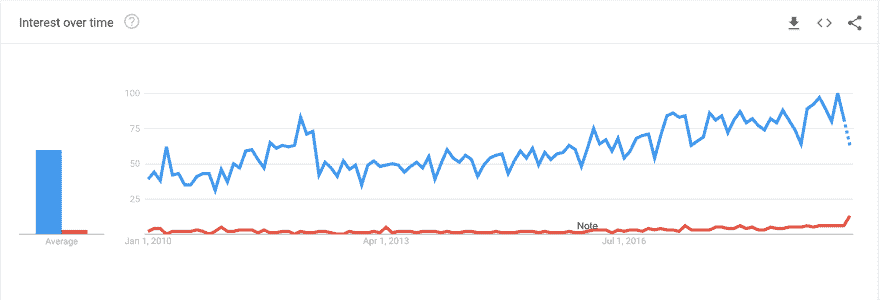 Interest over time
100
75
50
25
Note
Average
Jan 1, 2010
Apr 1, 2013
Jul 1, 2016